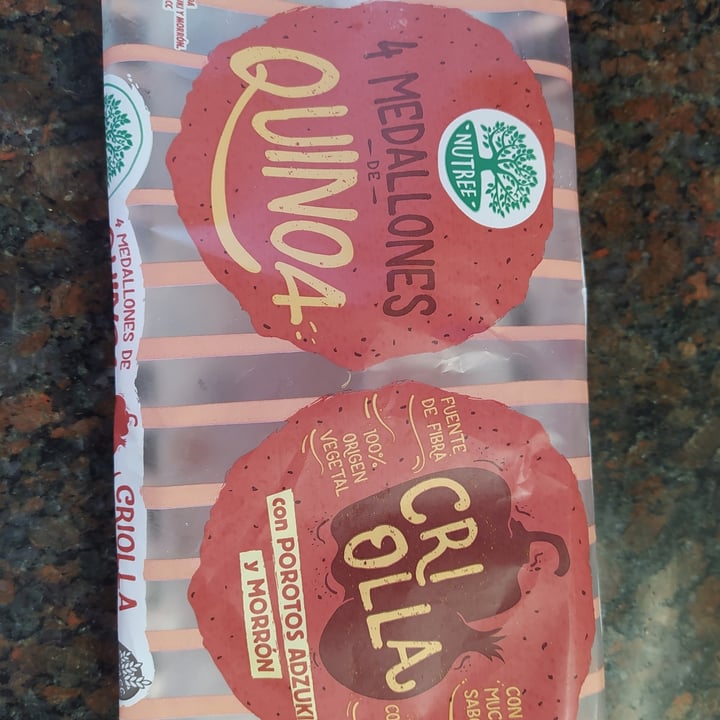 NUTREE
4 MEDALLONES
DE
QUINOA
FUENTE
DE FIBRA
100%
ORIGEN
VEGETAL
CRI
OLLA
con POROTOS ADZUKI
y MORRÓN
CON
4 MEDALLONES DE
CRIOLLA